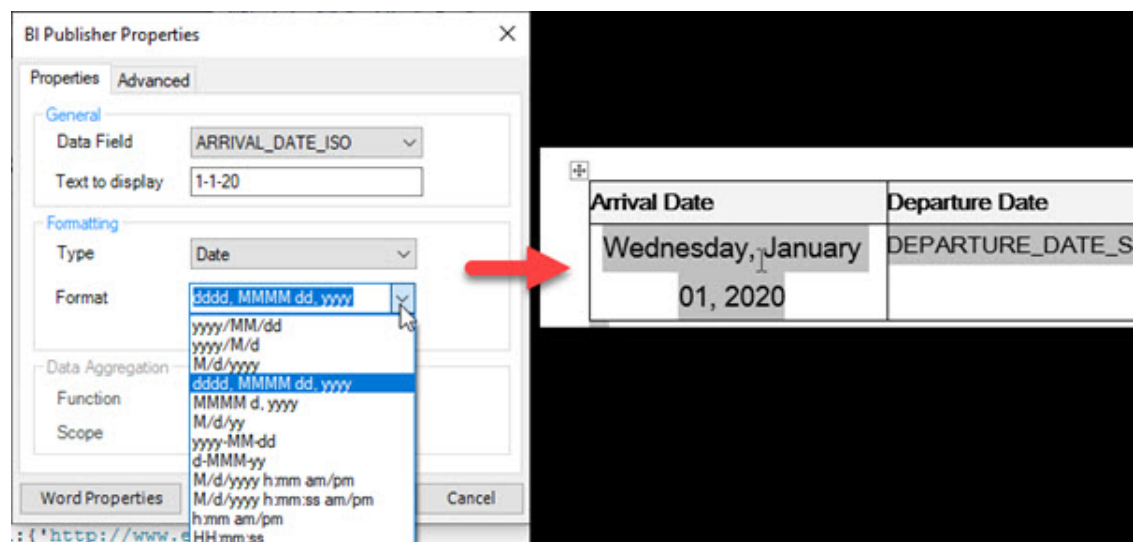 BI Publisher Properties
Properties Advanced
General
Data Field ARRIVAL_DATE_ISO
Text to display 1-1-20
Formatting
Type Date
Format dddd, MMMM dd, yyyy
yyyy/MM/dd
yyyy/M/d
M/d/yyyy
Data Aggregation
dddd, MMMM dd, yyyy
Function
MMMM d, yyyy
M/d/yy
Scope
yyyy-MM-dd
d-MMM-yy
M/d/yyyy h:mm am/pm
Word Properties
M/d/yyyy h:mm:ss am/pm
Cancel
h:mm am/pm
:{'http://www.e
HH:mm:ss
Arrival Date Departure Date
Wednesday, January DEPARTURE_DATE_S
01, 2020